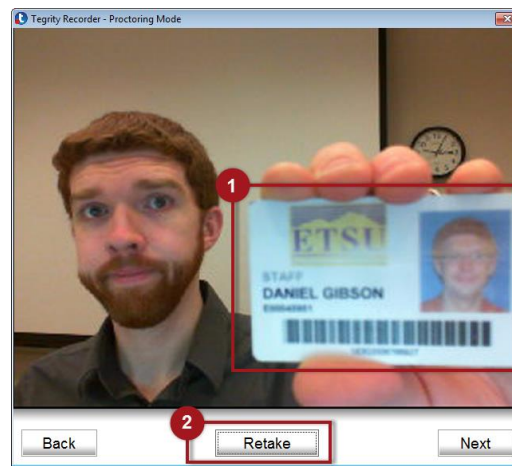 Tegrity Recorder - Proctoring Mode
1
ETSU
STAFF
DANIEL GIBSON
2
Back
Retake
Next